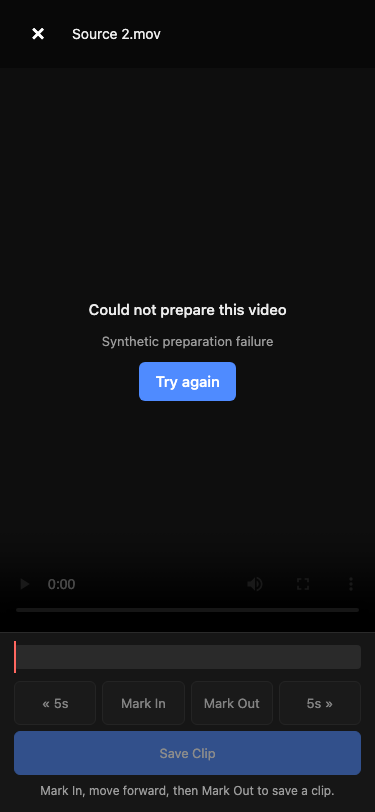 Source 2.mov
Could not prepare this video
Synthetic preparation failure
Try again
0:00
« 5s
Mark In
Mark Out
5s »
Save Clip
Mark In, move forward, then Mark Out to save a clip.